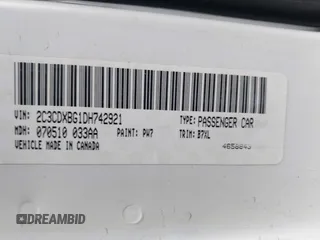 VIN: 2C3CDXBG1DH742921 TYPE: PASSENGER CAR
MDH: 070510 033AA PAINT: PW7 TRIM: B7XL
VEHICLE MADE IN CANADA
DREAMBID